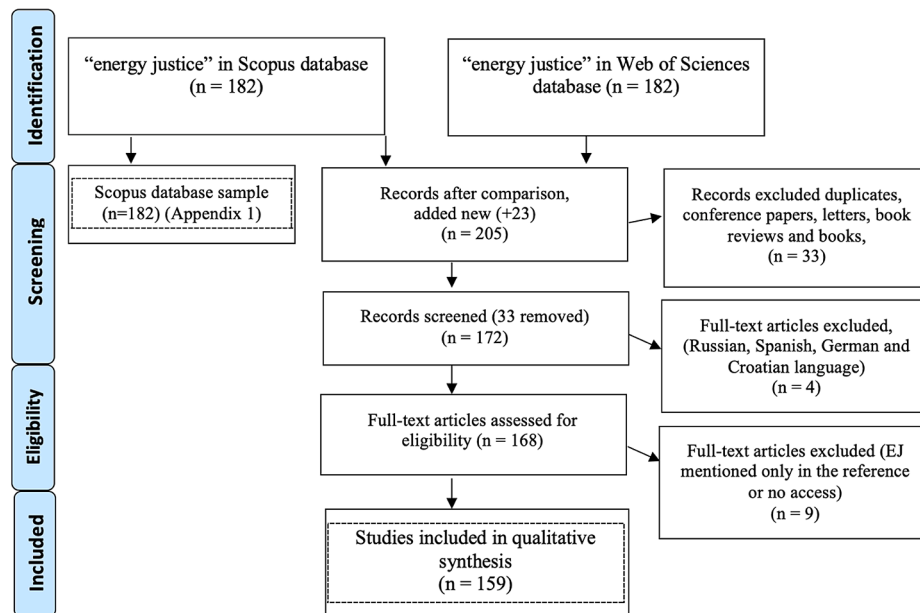 Identification
"energy justice" in Scopus database
(n = 182)
"energy justice" in Web of Sciences
database (n = 182)
Screening
Scopus database sample
(n=182) (Appendix 1)
Records after comparison,
added new (+23)
(n = 205)
Records excluded duplicates,
conference papers, letters, book
reviews and books,
(n = 33)
Records screened (33 removed)
(n = 172)
Full-text articles excluded,
(Russian, Spanish, German and
Croatian language)
(n = 4)
Eligibility
Full-text articles assessed for
eligibility (n = 168)
Full-text articles excluded (EJ
mentioned only in the reference
or no access)
(n = 9)
Included
Studies included in qualitative
synthesis
(n = 159)